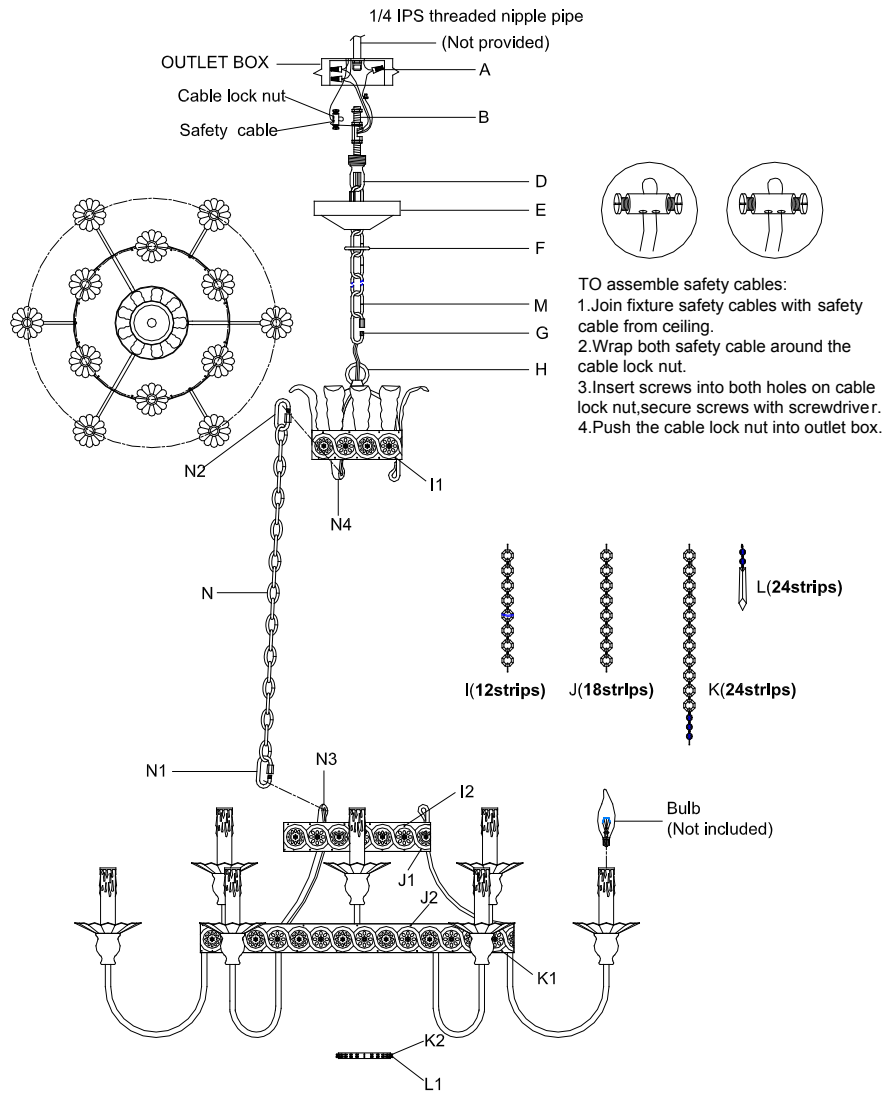 1/4 IPS threaded nipple pipe
(Not provided)
OUTLET BOX
A
Cable lock nut
B
Safety cable
D
E
F
M
G
H
TO assemble safety cables:
1.Join fixture safety cables with safety
cable from ceiling.
2.Wrap both safety cable around the
cable lock nut.
3.Insert screws into both holes on cable
lock nut,secure screws with screwdriver.
4.Push the cable lock nut into outlet box.
N2
I1
N4
N
L(24strips)
I(12strips)
J(18strips)
K(24strips)
N1
N3
I2
Bulb
(Not included)
J1
J2
K1
K2
L1